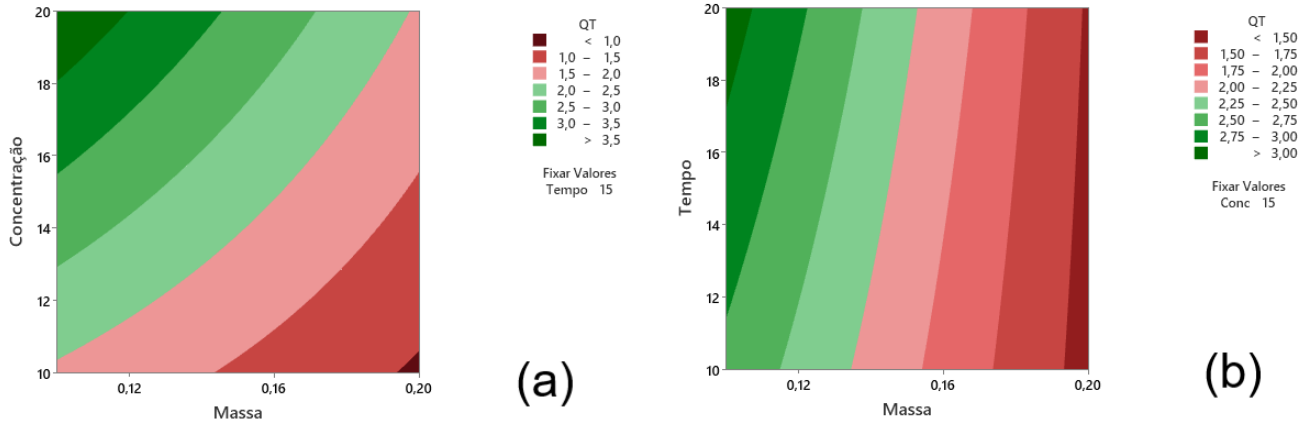 20
18
16
14
12
10
Concentração
0,12
0,16
0,20
Massa
QT
< 1,0
1,0 – 1,5
1,5 – 2,0
2,0 – 2,5
2,5 – 3,0
3,0 – 3,5
> 3,5
Fixar Valores
Tempo 15
(a)
20
18
16
14
12
10
Tempo
0,12
0,16
0,20
Massa
QT
< 1,50
1,50 – 1,75
1,75 – 2,00
2,00 – 2,25
2,25 – 2,50
2,50 – 2,75
2,75 – 3,00
> 3,00
Fixar Valores
Conc 15
(b)